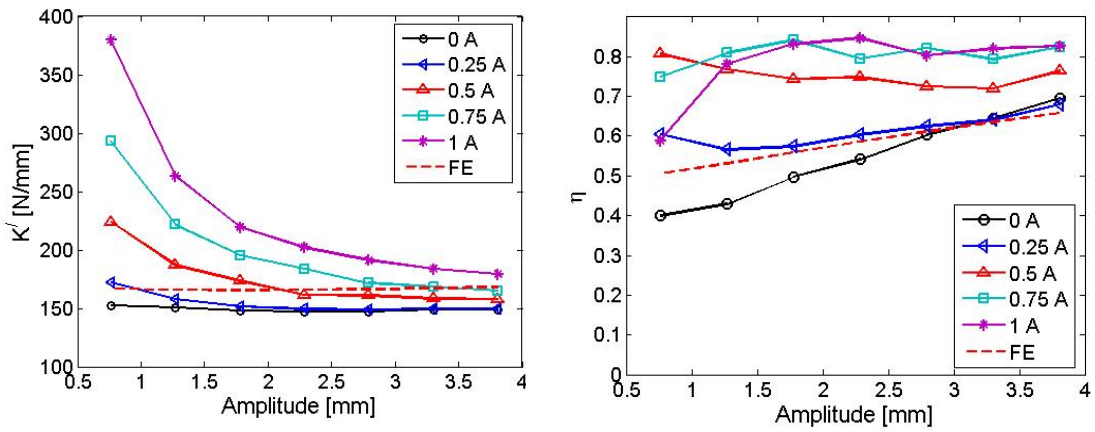 400
350
300
250
200
150
100
K′ [N/mm]
0.5 1 1.5 2 2.5 3 3.5 4
Amplitude [mm]
0 A
0.25 A
0.5 A
0.75 A
1 A
FE
0.8
0.7
0.6
0.5
0.4
0.3
0.2
0.1
0
η
0.5 1 1.5 2 2.5 3 3.5 4
Amplitude [mm]
0 A
0.25 A
0.5 A
0.75 A
1 A
FE